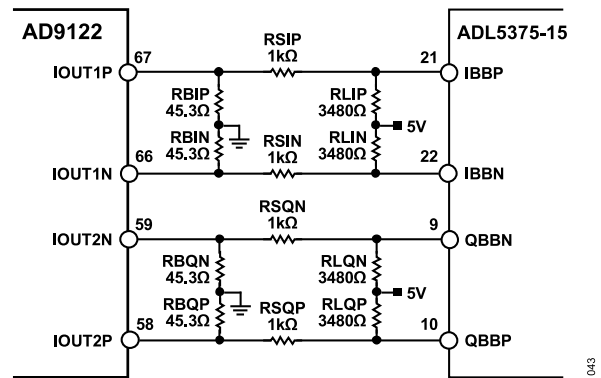 AD9122
ADL5375-15
67
RSIP
1kΩ
21
IOUT1P
IBBP
RBIP
45.3Ω
RLIP
3480Ω
5V
RBIN
45.3Ω
RSIN
1kΩ
RLIN
3480Ω
66
22
IOUT1N
IBBN
59
RSQN
1kΩ
9
IOUT2N
QBBN
RBQN
45.3Ω
RLQN
3480Ω
5V
RBQP
45.3Ω
RSQP
1kΩ
RLQP
3480Ω
58
10
IOUT2P
QBBP
043